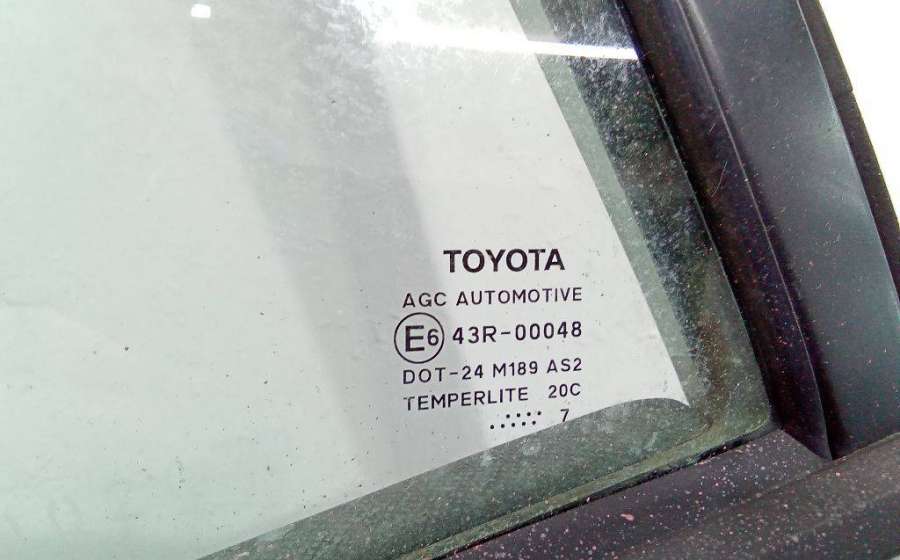 TOYOTA
AGC AUTOMOTIVE
E6 43R-00048
DOT-24 M189 AS2
TEMPERLITE 20C
7